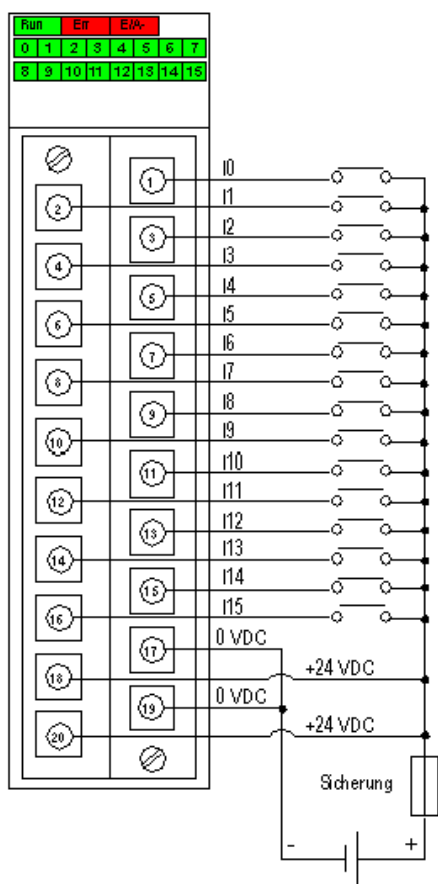 Run Err E/A-
0 1 2 3 4 5 6 7
8 9 10 11 12 13 14 15
1 I0
2 I1
3 I2
4 I3
5 I4
6 I5
7 I6
8 I7
9 I8
10 I9
11 I10
12 I11
13 I12
14 I13
15 I14
16 I15
17 0 VDC
18 +24 VDC
19 0 VDC
20 +24 VDC
Sicherung
- +